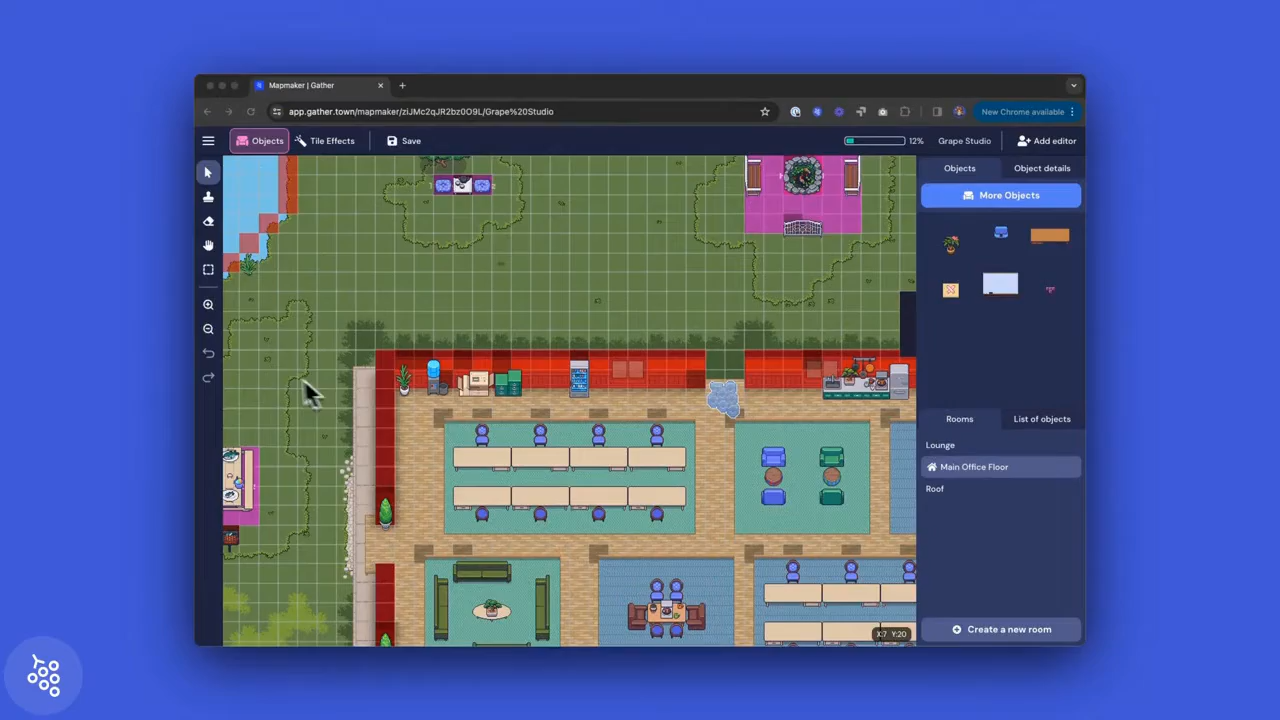 Mapmaker | Gather
app.gather.town/mapmaker/ziJMc2qJR2bz0O9L/Grape%20Studio
New Chrome available
Objects
Tile Effects
Save
12%
Grape Studio
Add editor
Objects
Object details
More Objects
Rooms
List of objects
Lounge
Main Office Floor
Roof
Create a new room
X:7 Y:20